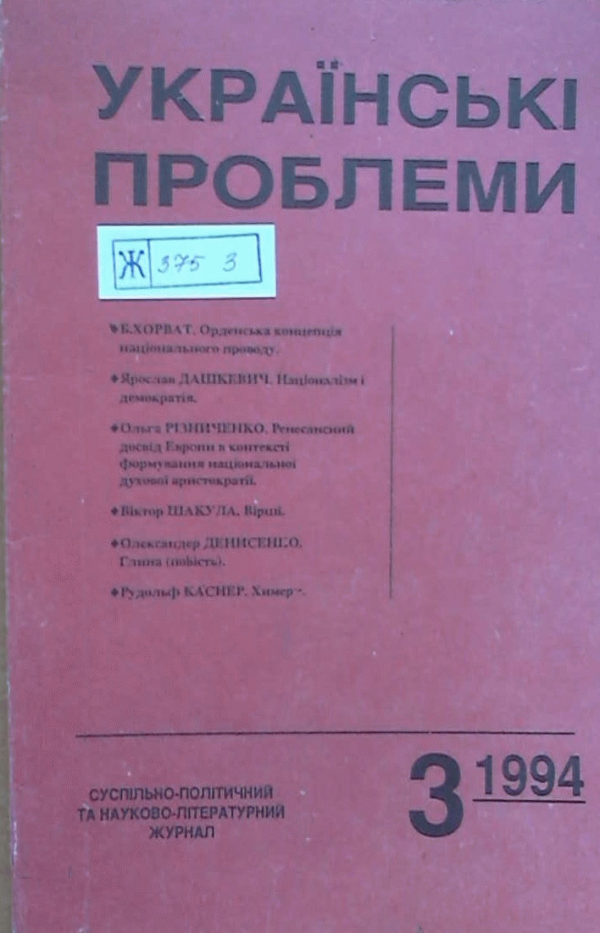 УКРАЇНСЬКІ
ПРОБЛЕМИ
Ж 375 3
◆Б.ХОРВАТ. Орденська концепція
національного проводу.
◆Ярослав ДАШКЕВИЧ. Націоналізм і
демократія.
◆Ольга РІЗНИЧЕНКО. Ренесансний
досвід Европи в контексті
формування національної
духової аристократії.
◆Віктор ШАКУЛА. Вірші.
◆Олександер ДЕНИСЕНКО.
Глина (повість).
◆Рудольф КАСНЕР.
3 1994
СУСПІЛЬНО-ПОЛІТИЧНИЙ
ТА НАУКОВО-ЛІТЕРАТУРНИЙ
ЖУРНАЛ